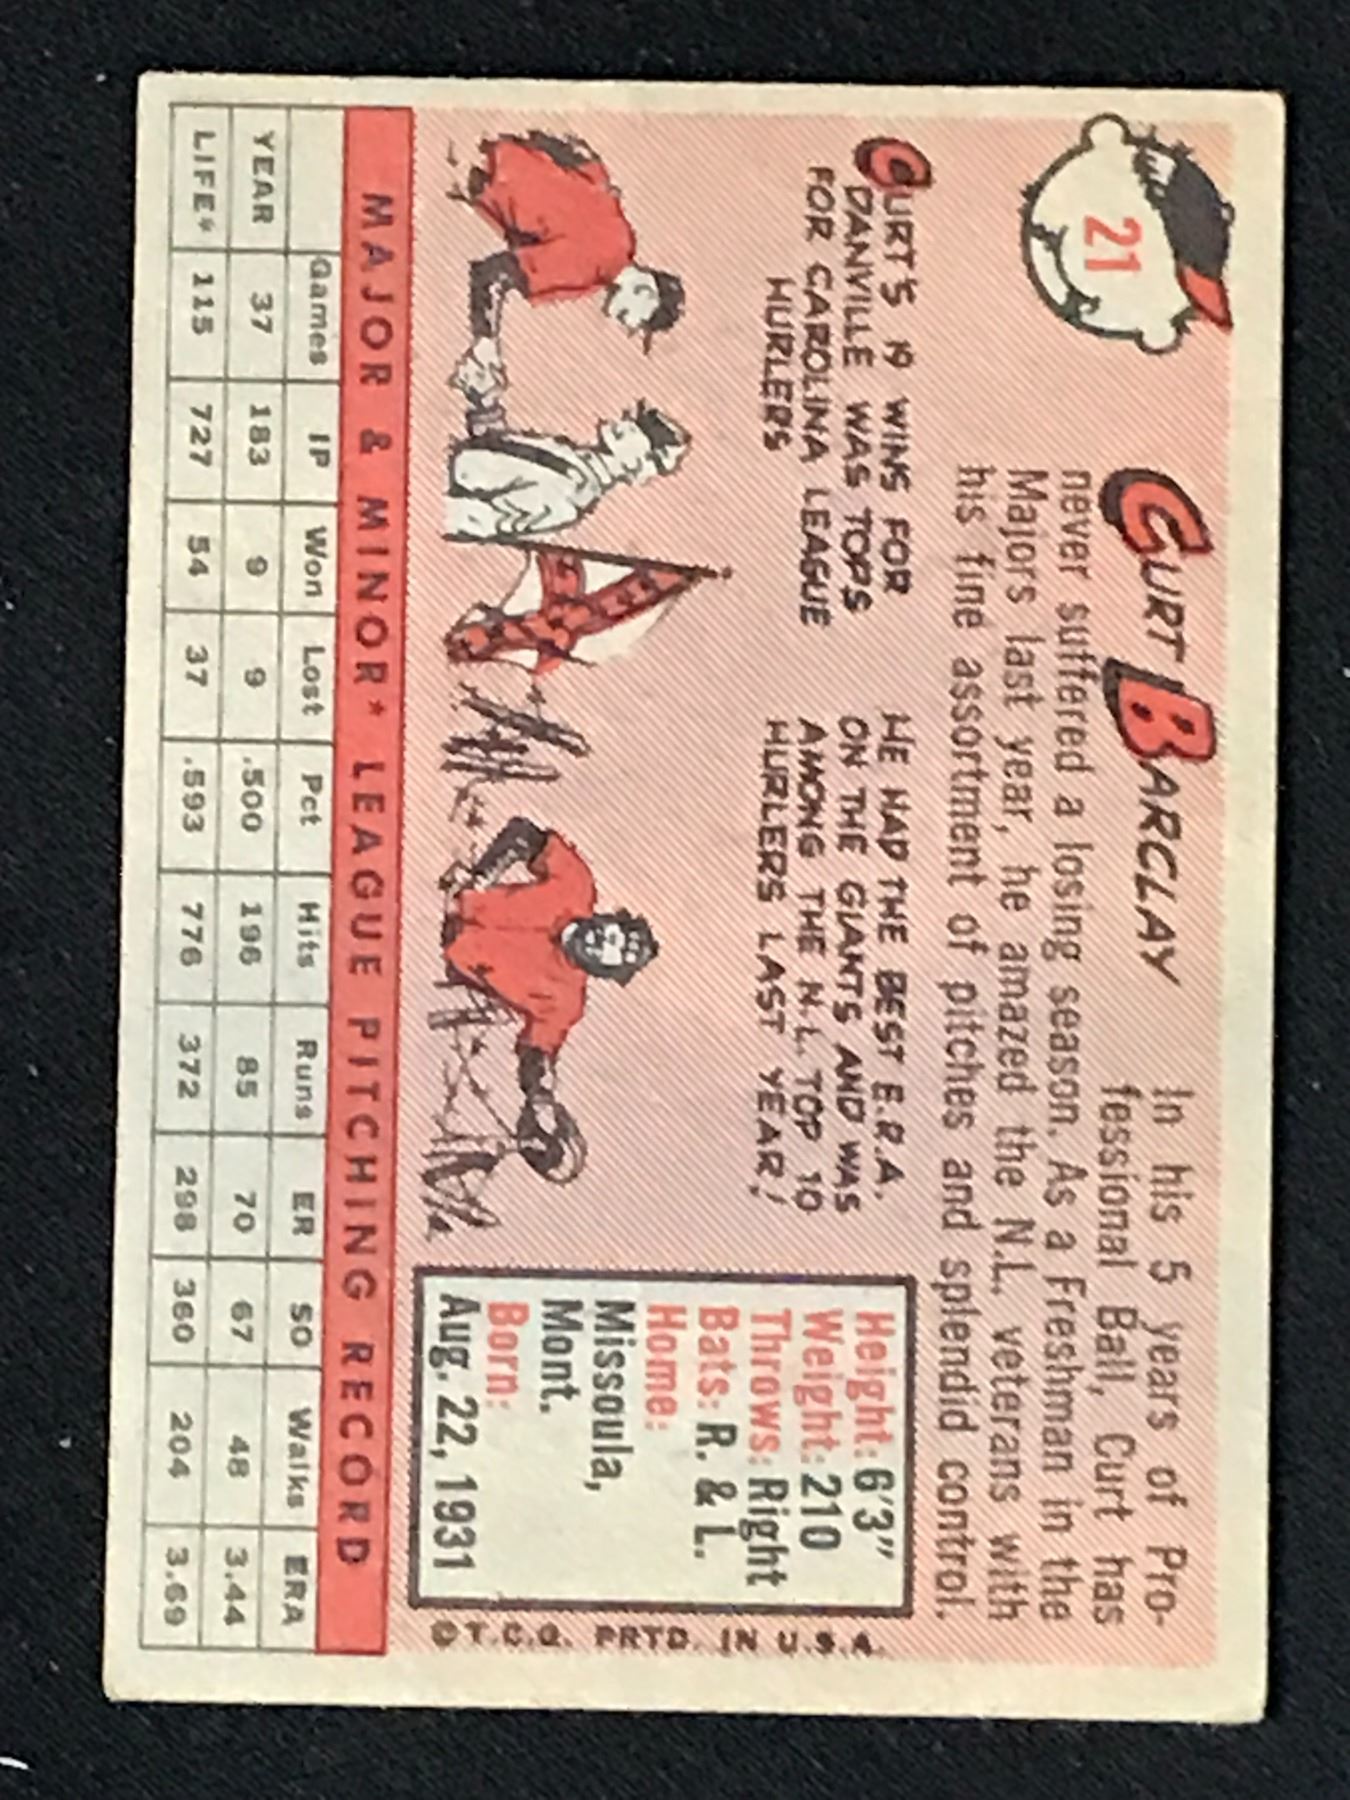 21
CURT BARCLAY
In his 5 years of Pro-
fessional Ball, Curt has
never suffered a losing season. As a Freshman in the
Majors last year, he amazed the N.L. veterans with
his fine assortment of pitches and splendid control.
CURT'S 19 WINS FOR
DANVILLE WAS TOPS
FOR CAROLINA LEAGUE
HURLERS
HE HAD THE BEST E.R.A.
ON THE GIANTS AND WAS
AMONG THE N.L. TOP 10
HURLERS LAST YEAR!
Height: 6'3"
Weight: 210
Throws: Right
Bats: R. & L.
Home:
Missoula,
Mont.
Born:
Aug. 22, 1931
© T.C.G. PRTD. IN U.S.A.
MAJOR & MINOR* LEAGUE PITCHING RECORD
Games IP Won Lost Pct Hits Runs ER SO Walks ERA
YEAR 37 183 9 9 .500 196 85 70 67 48 3.44
LIFE* 115 727 54 37 .593 776 372 298 360 204 3.69